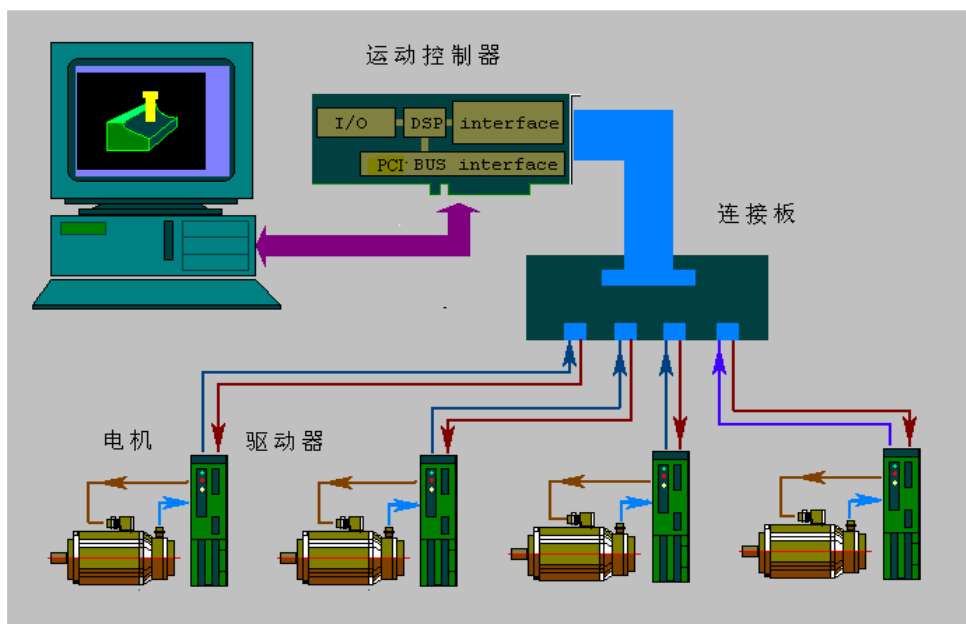 运动控制器
I/O DSP interface
PCI BUS interface
连接板
电机 驱动器